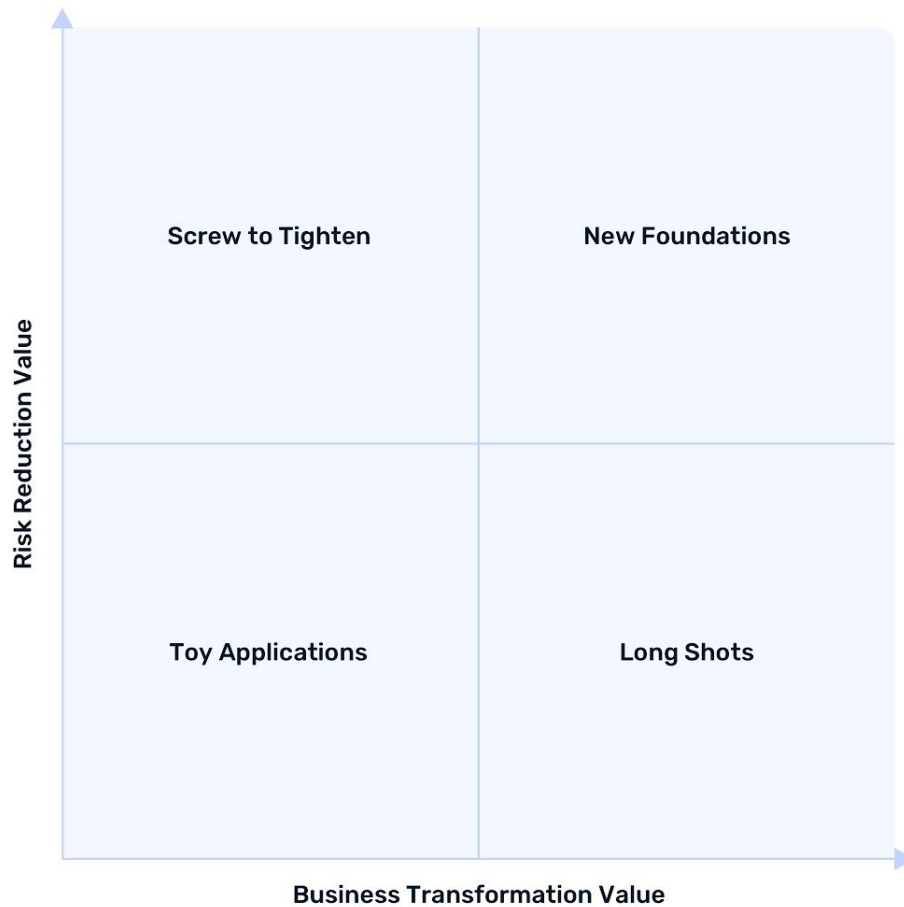 Screw to Tighten
New Foundations
Risk Reduction Value
Toy Applications
Long Shots
Business Transformation Value